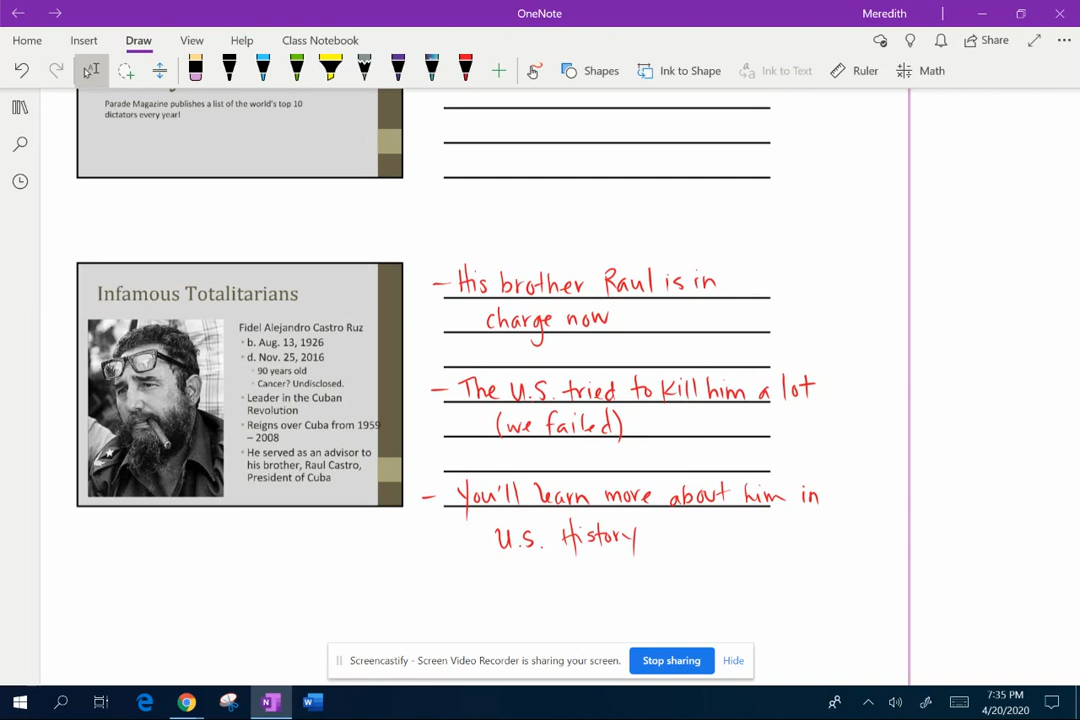 OneNote
Meredith
Home
Insert
Draw
View
Help
Class Notebook
Share
Shapes
Ink to Shape
Ink to Text
Ruler
Math
Parade Magazine publishes a list of the world's top 10
dictators every year!
Infamous Totalitarians
Fidel Alejandro Castro Ruz
b. Aug. 13, 1926
d. Nov. 25, 2016
90 years old
Cancer? Undisclosed.
Leader in the Cuban
Revolution
Reigns over Cuba from 1959
– 2008
He served as an advisor to
his brother, Raul Castro,
President of Cuba
- His brother Raul is in
charge now
- The U.S. tried to kill him a lot
(we failed)
- You'll learn more about him in
U.S. History
Screencastify - Screen Video Recorder is sharing your screen.
Stop sharing
Hide
7:35 PM
4/20/2020